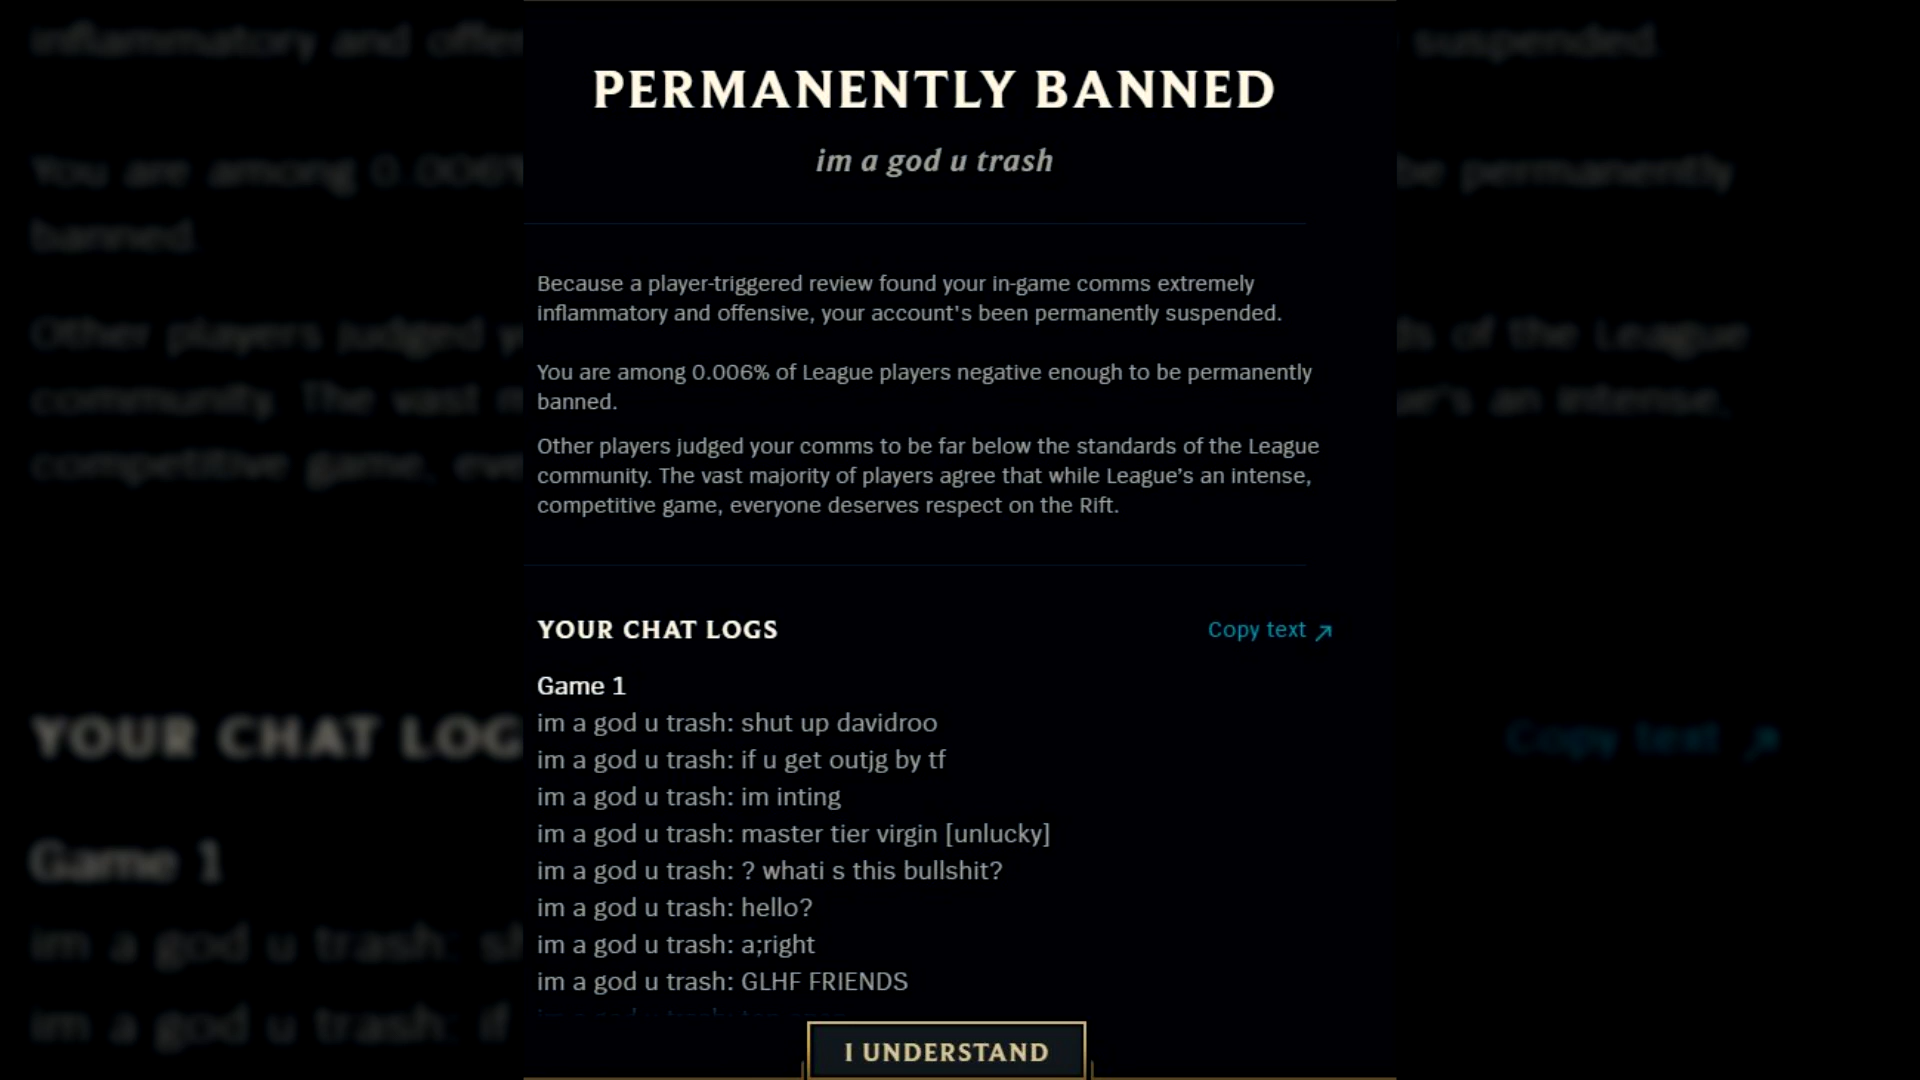 PERMANENTLY BANNED
im a god u trash
Because a player-triggered review found your in-game comms extremely
inflammatory and offensive, your account's been permanently suspended.
You are among 0.006% of League players negative enough to be permanently
banned.
Other players judged your comms to be far below the standards of the League
community. The vast majority of players agree that while League's an intense,
competitive game, everyone deserves respect on the Rift.
YOUR CHAT LOGS
Copy text ↗
Game 1
im a god u trash: shut up davidroo
im a god u trash: if u get outjg by tf
im a god u trash: im inting
im a god u trash: master tier virgin [unlucky]
im a god u trash: ? whati s this bullshit?
im a god u trash: hello?
im a god u trash: a;right
im a god u trash: GLHF FRIENDS
I UNDERSTAND